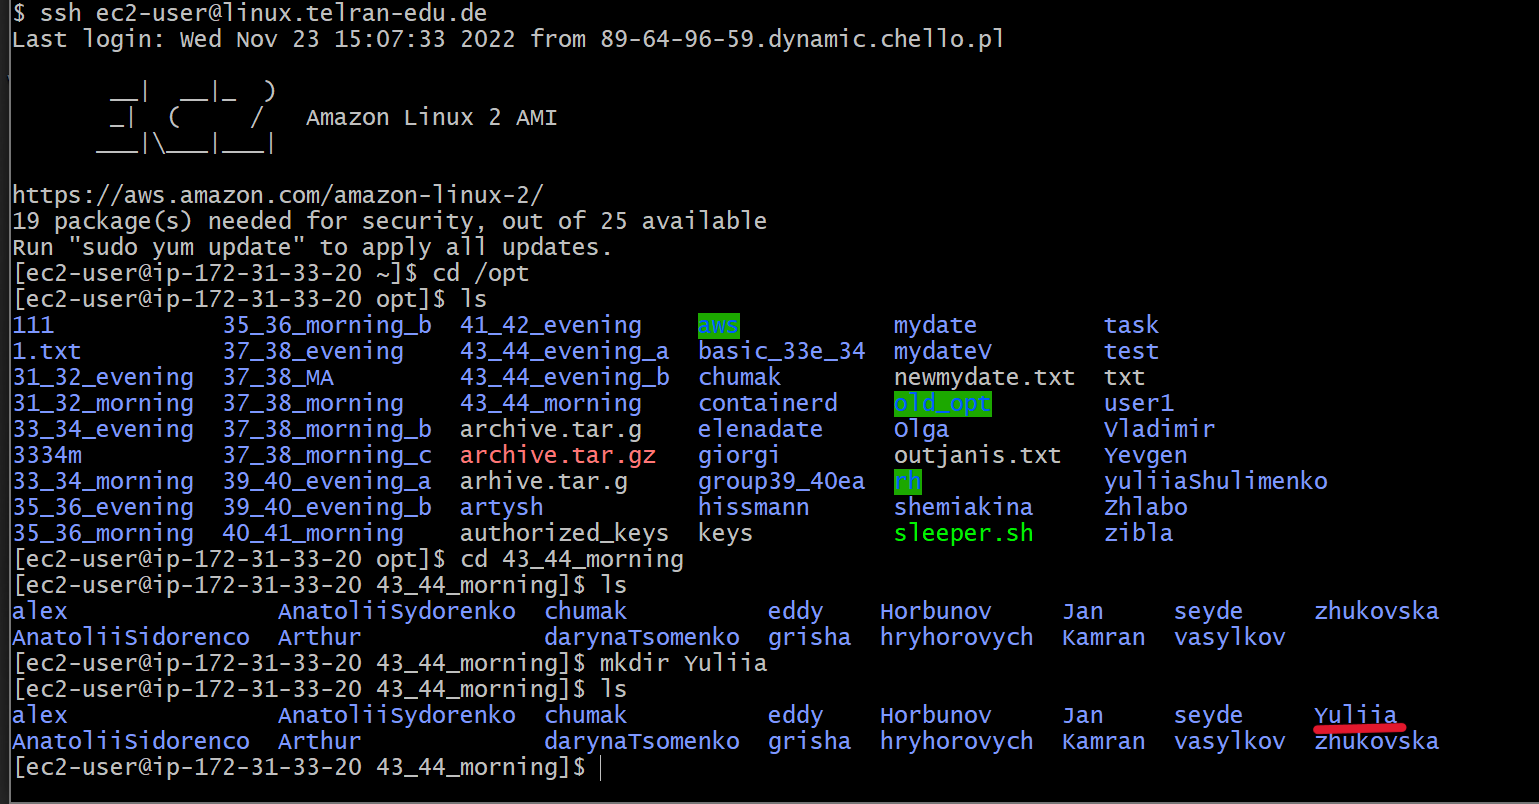 $ ssh ec2-user@linux.telran-edu.de
Last login: Wed Nov 23 15:07:33 2022 from 89-64-96-59.dynamic.chello.pl
       __|  __|_  )
       _|  (     /   Amazon Linux 2 AMI
      ___|\___|___|
https://aws.amazon.com/amazon-linux-2/
19 package(s) needed for security, out of 25 available
Run "sudo yum update" to apply all updates.
[ec2-user@ip-172-31-33-20 ~]$ cd /opt
[ec2-user@ip-172-31-33-20 opt]$ ls
111            35_36_morning_b  41_42_evening    aws            mydate         task
1.txt          37_38_evening    43_44_evening_a  basic_33e_34   mydateV        test
31_32_evening  37_38_MA         43_44_evening_b  chumak         newmydate.txt  txt
31_32_morning  37_38_morning    43_44_morning    containerd     old_opt        user1
33_34_evening  37_38_morning_b  archive.tar.g    elenadate      Olga           Vladimir
3334m          37_38_morning_c  archive.tar.gz   giorgi         outjanis.txt   Yevgen
33_34_morning  39_40_evening_a  arhive.tar.g     group39_40ea   rh             yuliiaShulimenko
35_36_evening  39_40_evening_b  artysh           hissmann       shemiakina     Zhlabo
35_36_morning  40_41_morning    authorized_keys  keys           sleeper.sh     zibla
[ec2-user@ip-172-31-33-20 opt]$ cd 43_44_morning
[ec2-user@ip-172-31-33-20 43_44_morning]$ ls
alex               AnatoliiSydorenko  chumak         eddy    Horbunov     Jan     seyde     zhukovska
AnatoliiSidorenco  Arthur             darynaTsomenko  grisha  hryhorovych  Kamran  vasylkov
[ec2-user@ip-172-31-33-20 43_44_morning]$ mkdir Yuliia
[ec2-user@ip-172-31-33-20 43_44_morning]$ ls
alex               AnatoliiSydorenko  chumak          eddy    Horbunov     Jan     seyde     Yuliia
AnatoliiSidorenco  Arthur             darynaTsomenko  grisha  hryhorovych  Kamran  vasylkov  zhukovska
[ec2-user@ip-172-31-33-20 43_44_morning]$